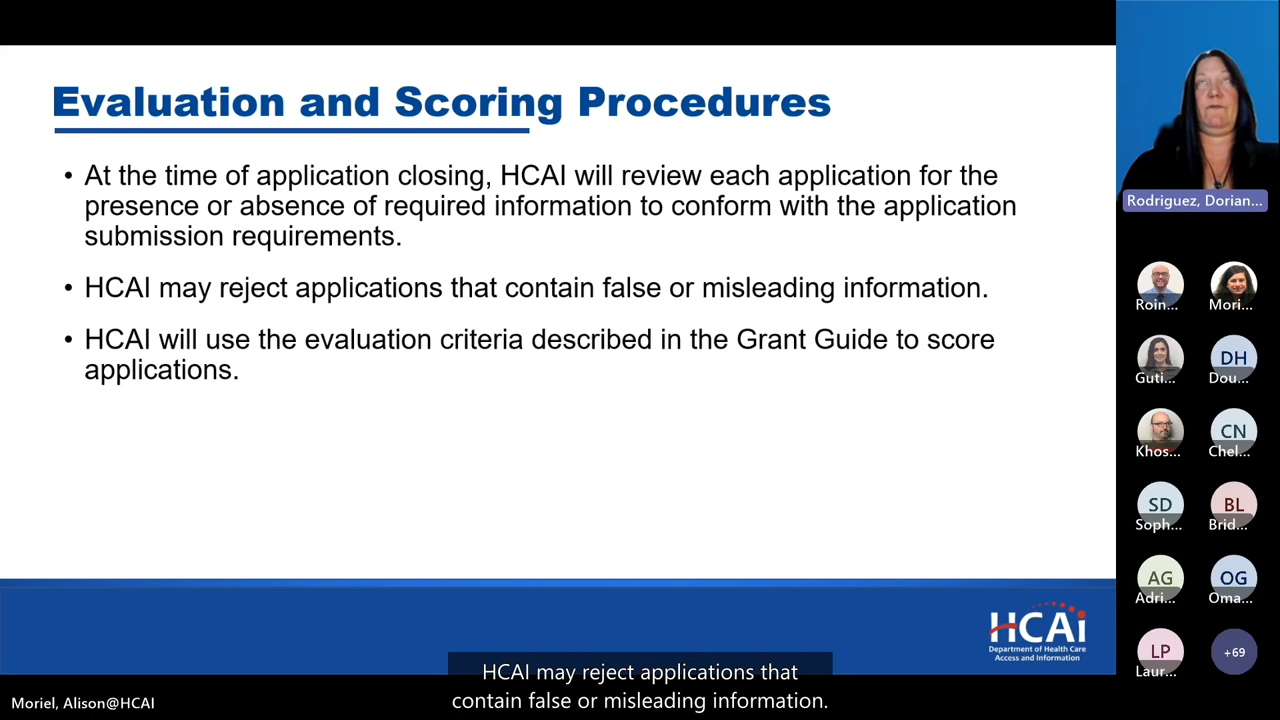 Evaluation and Scoring Procedures
• At the time of application closing, HCAI will review each application for the
presence or absence of required information to conform with the application
submission requirements.
• HCAI may reject applications that contain false or misleading information.
• HCAI will use the evaluation criteria described in the Grant Guide to score
applications.
HCAi
Department of Health Care
Access and Information
HCAI may reject applications that
contain false or misleading information.
Moriel, Alison@HCAI
Rodriguez, Dorian...
Roin...
Mori...
Guti...
DH
Dou...
Khos...
CN
Chel...
SD
Soph...
BL
Brid...
AG
Adri...
OG
Oma...
LP
Laur...
+69